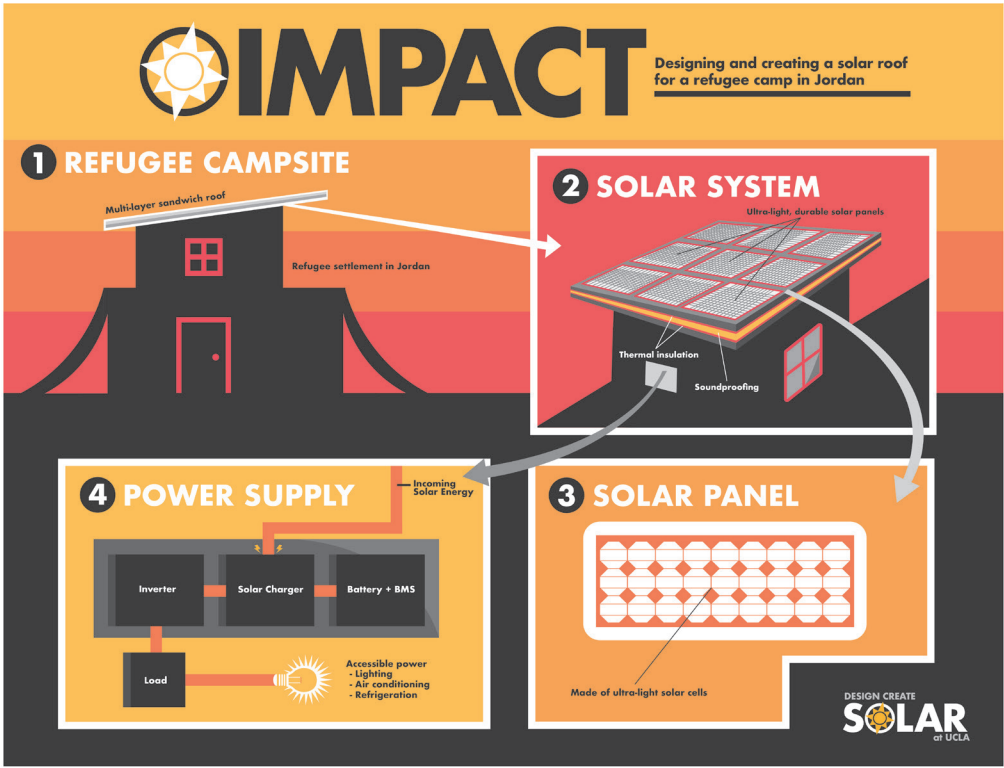 IMPACT
Designing and creating a solar roof
for a refugee camp in Jordan
1 REFUGEE CAMPSITE
Multi-layer sandwich roof
Refugee settlement in Jordan
2 SOLAR SYSTEM
Ultra-light, durable solar panels
Thermal insulation
Soundproofing
4 POWER SUPPLY
Incoming
Solar Energy
Inverter
Solar Charger
Battery + BMS
Load
Accessible power
- Lighting
- Air conditioning
- Refrigeration
3 SOLAR PANEL
Made of ultra-light solar cells
DESIGN CREATE
SOLAR
at UCLA